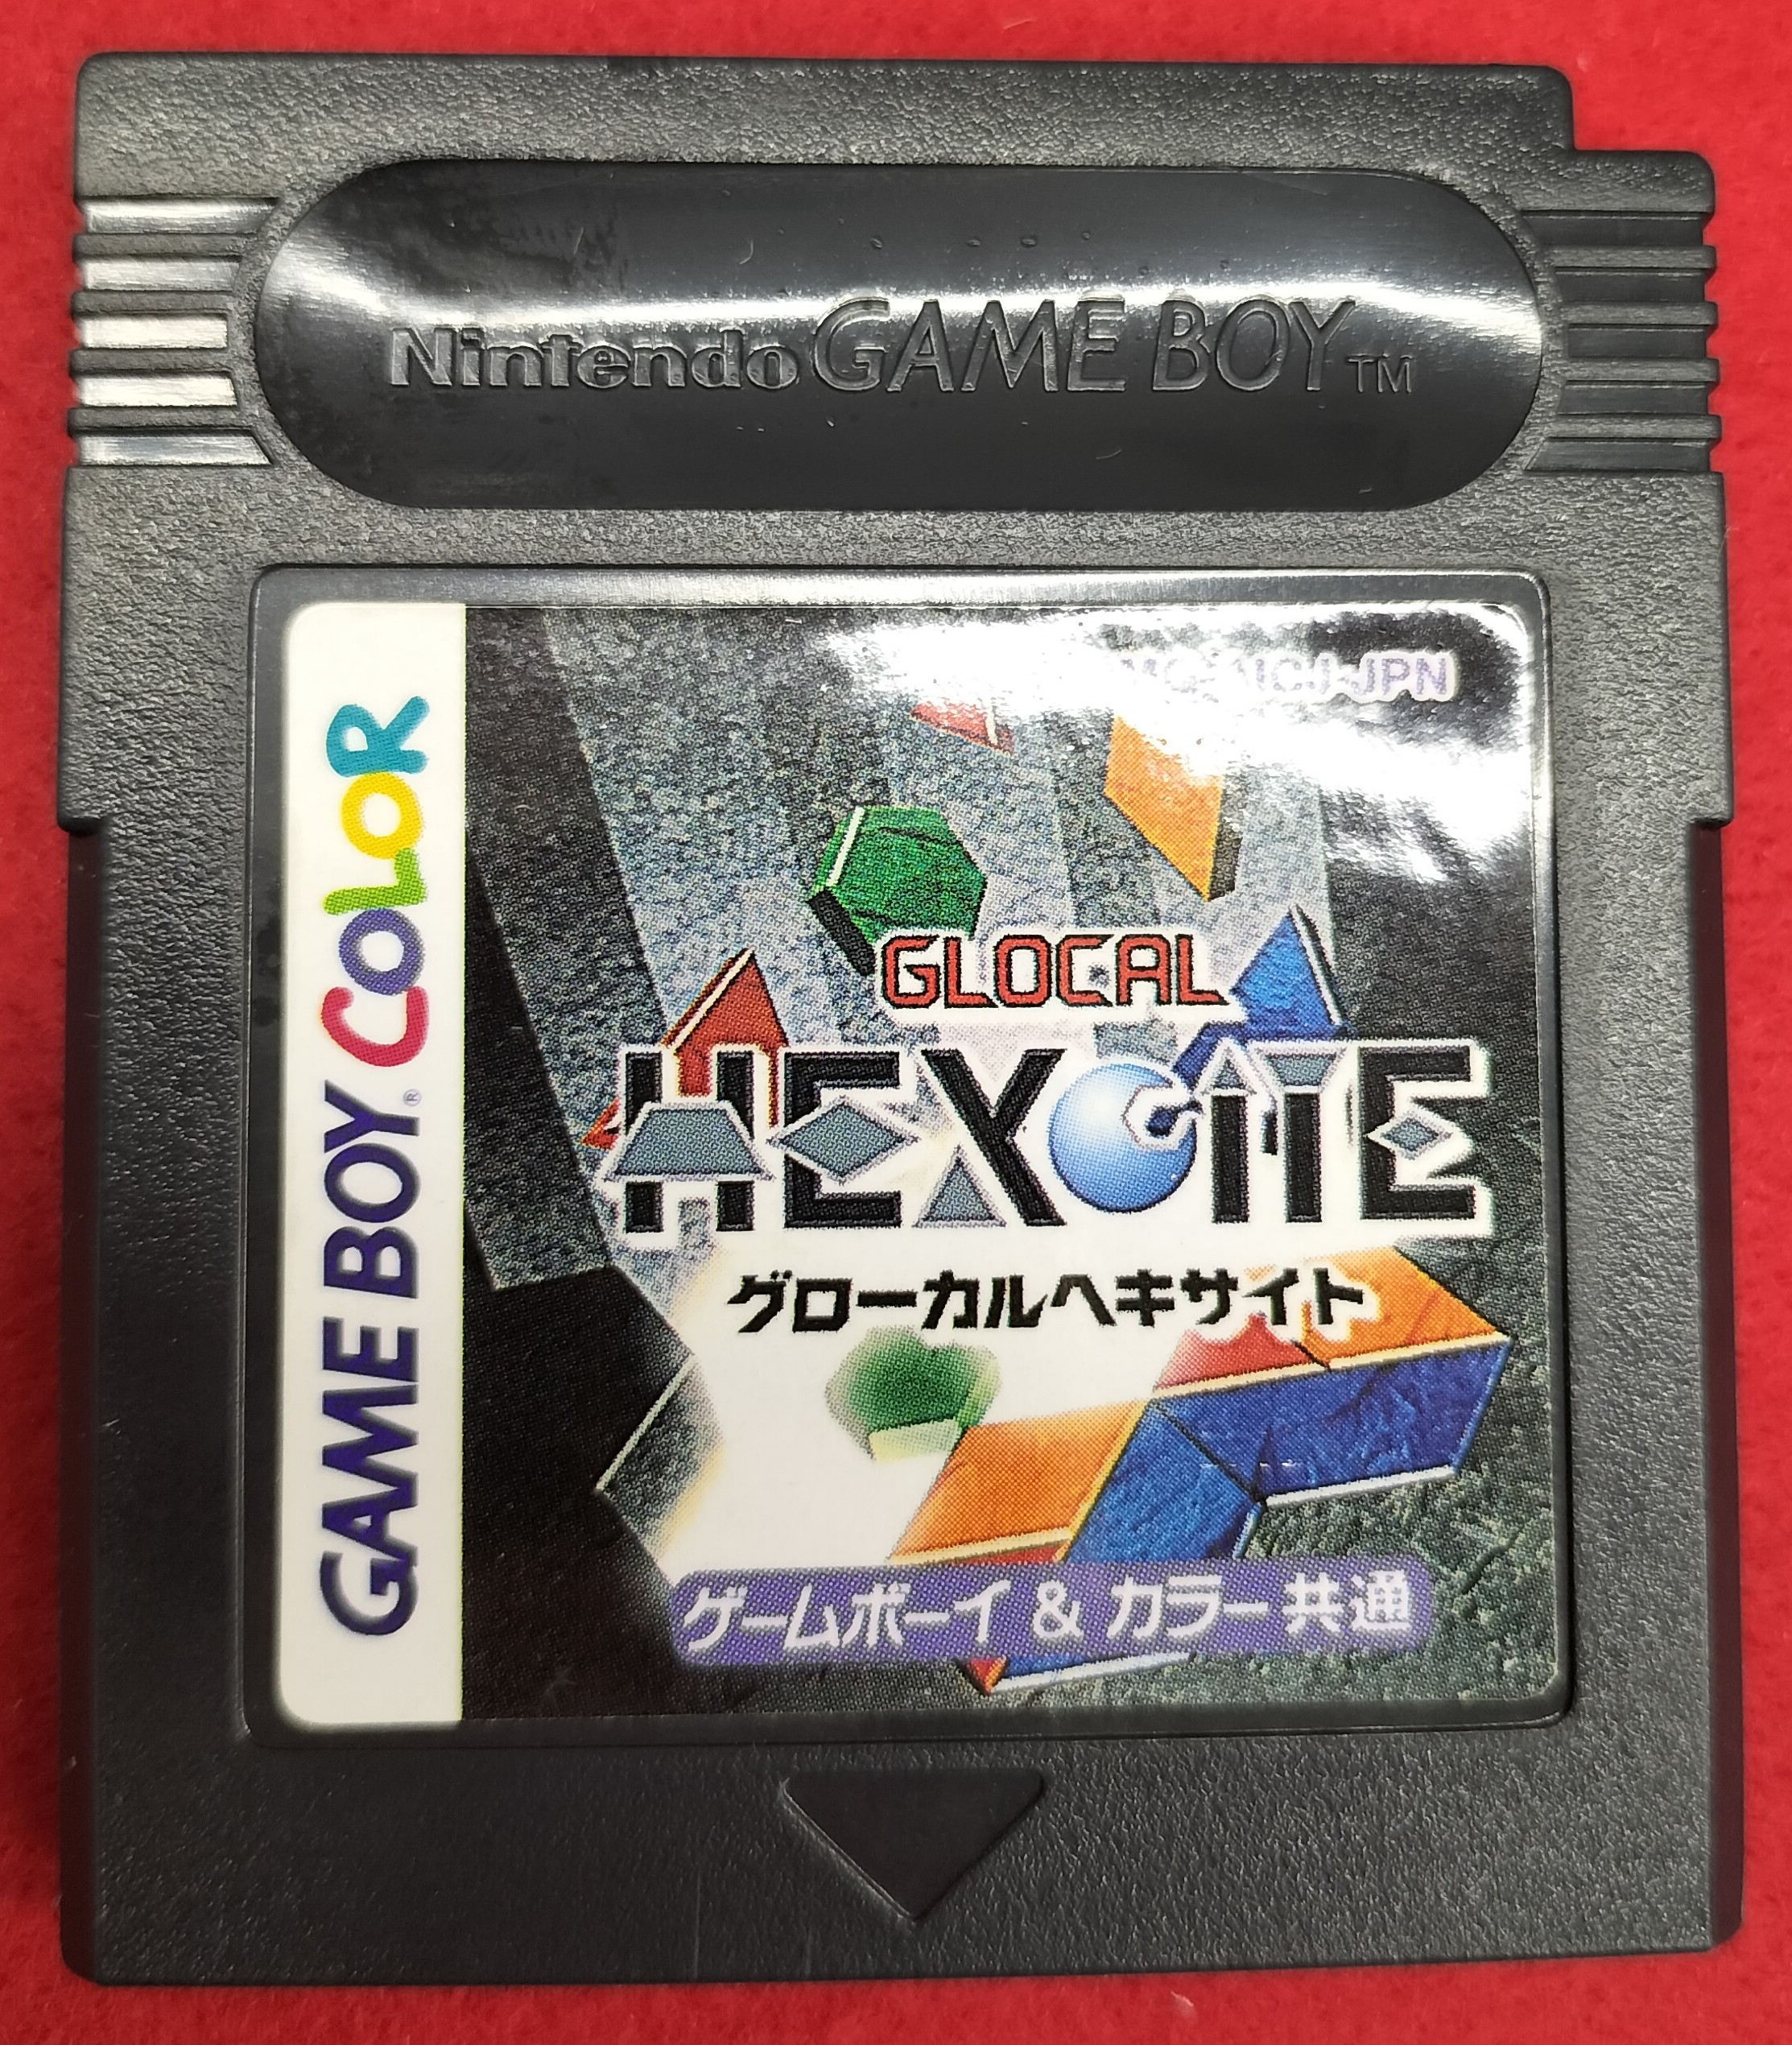 Nintendo GAME BOY TM
GAME BOY® COLOR
JPN
GLOCAL
HEXCITE
グローカルヘキサイト
ゲームボーイ & カラー 共通